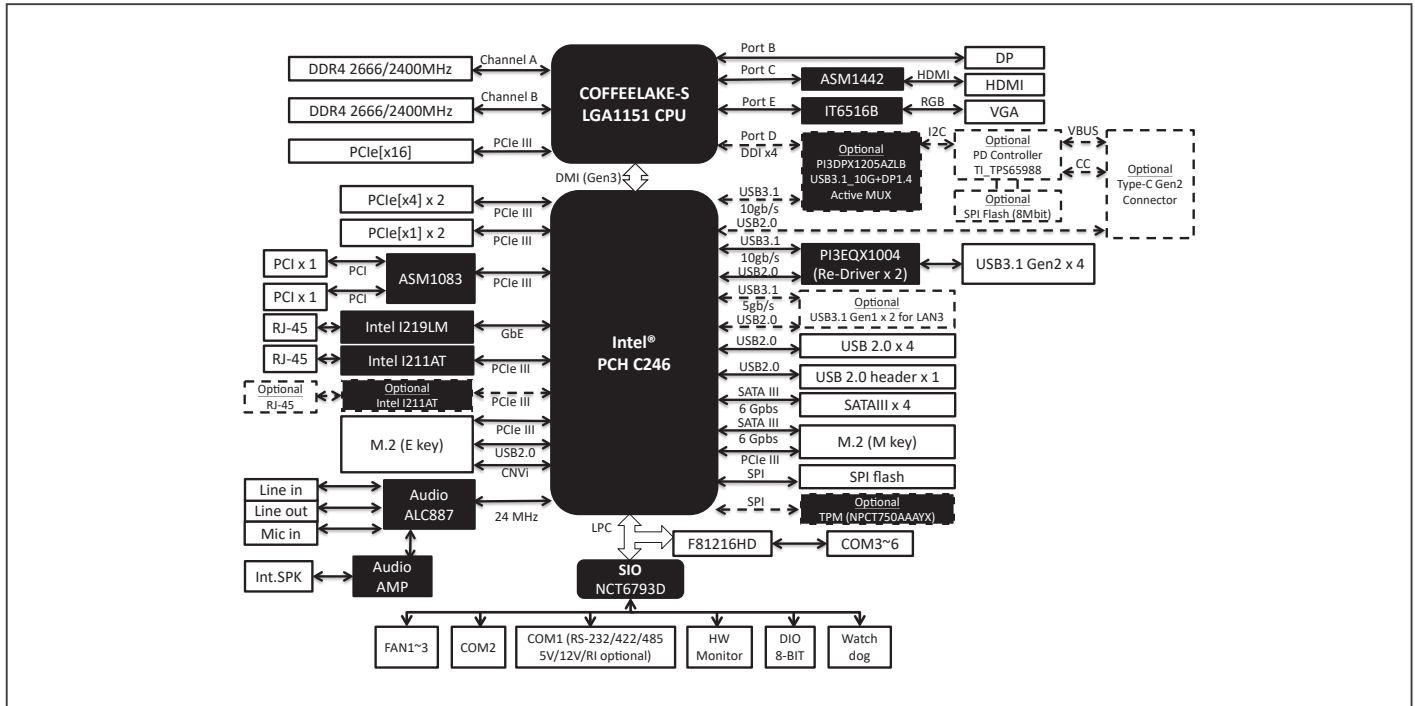 Channel A
DDR4 2666/2400MHz
Channel B
DDR4 2666/2400MHz
PCIe III
PCIe[x16]
COFFEELAKE-S
LGA1151 CPU
Port B
DP
Port C
ASM1442
HDMI
HDMI
Port E
IT6516B
RGB
VGA
Port D
DDI x4
Optional
PI3DPX1205AZLB
USB3.1_10G+DP1.4
Active MUX
I2C
Optional
PD Controller
TI_TPS65988
VBUS
CC
Optional
Type-C Gen2
Connector
Optional
SPI Flash (8Mbit)
DMI (Gen3)
PCIe[x4] x 2
PCIe III
PCIe[x1] x 2
PCIe III
PCI x 1
PCI
ASM1083
PCIe III
PCI x 1
PCI
RJ-45
Intel I219LM
GbE
RJ-45
Intel I211AT
PCIe III
Optional
RJ-45
Optional
Intel I211AT
PCIe III
M.2 (E key)
PCIe III
USB2.0
CNVi
Line in
Line out
Mic in
Audio
ALC887
24 MHz
Int.SPK
Audio
AMP
Intel®
PCH C246
USB3.1
10gb/s
USB2.0
USB3.1
10gb/s
USB2.0
PI3EQX1004
(Re-Driver x 2)
USB3.1 Gen2 x 4
USB3.1
5gb/s
USB2.0
Optional
USB3.1 Gen1 x 2 for LAN3
USB2.0
USB 2.0 x 4
USB2.0
USB 2.0 header x 1
SATA III
6 Gpbs
SATAIII x 4
SATA III
6 Gpbs
PCIe III
M.2 (M key)
SPI
SPI flash
SPI
Optional
TPM (NPCT750AAAYX)
LPC
F81216HD
COM3~6
SIO
NCT6793D
FAN1~3
COM2
COM1 (RS-232/422/485
5V/12V/RI optional)
HW
Monitor
DIO
8-BIT
Watch
dog